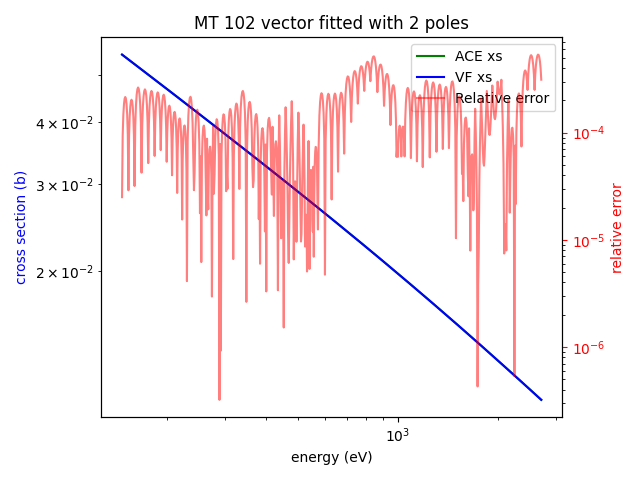 MT 102 vector fitted with 2 poles
ACE xs
VF xs
Relative error
4 × 10⁻²
3 × 10⁻²
2 × 10⁻²
cross section (b)
10⁻⁴
10⁻⁵
10⁻⁶
relative error
10³
energy (eV)